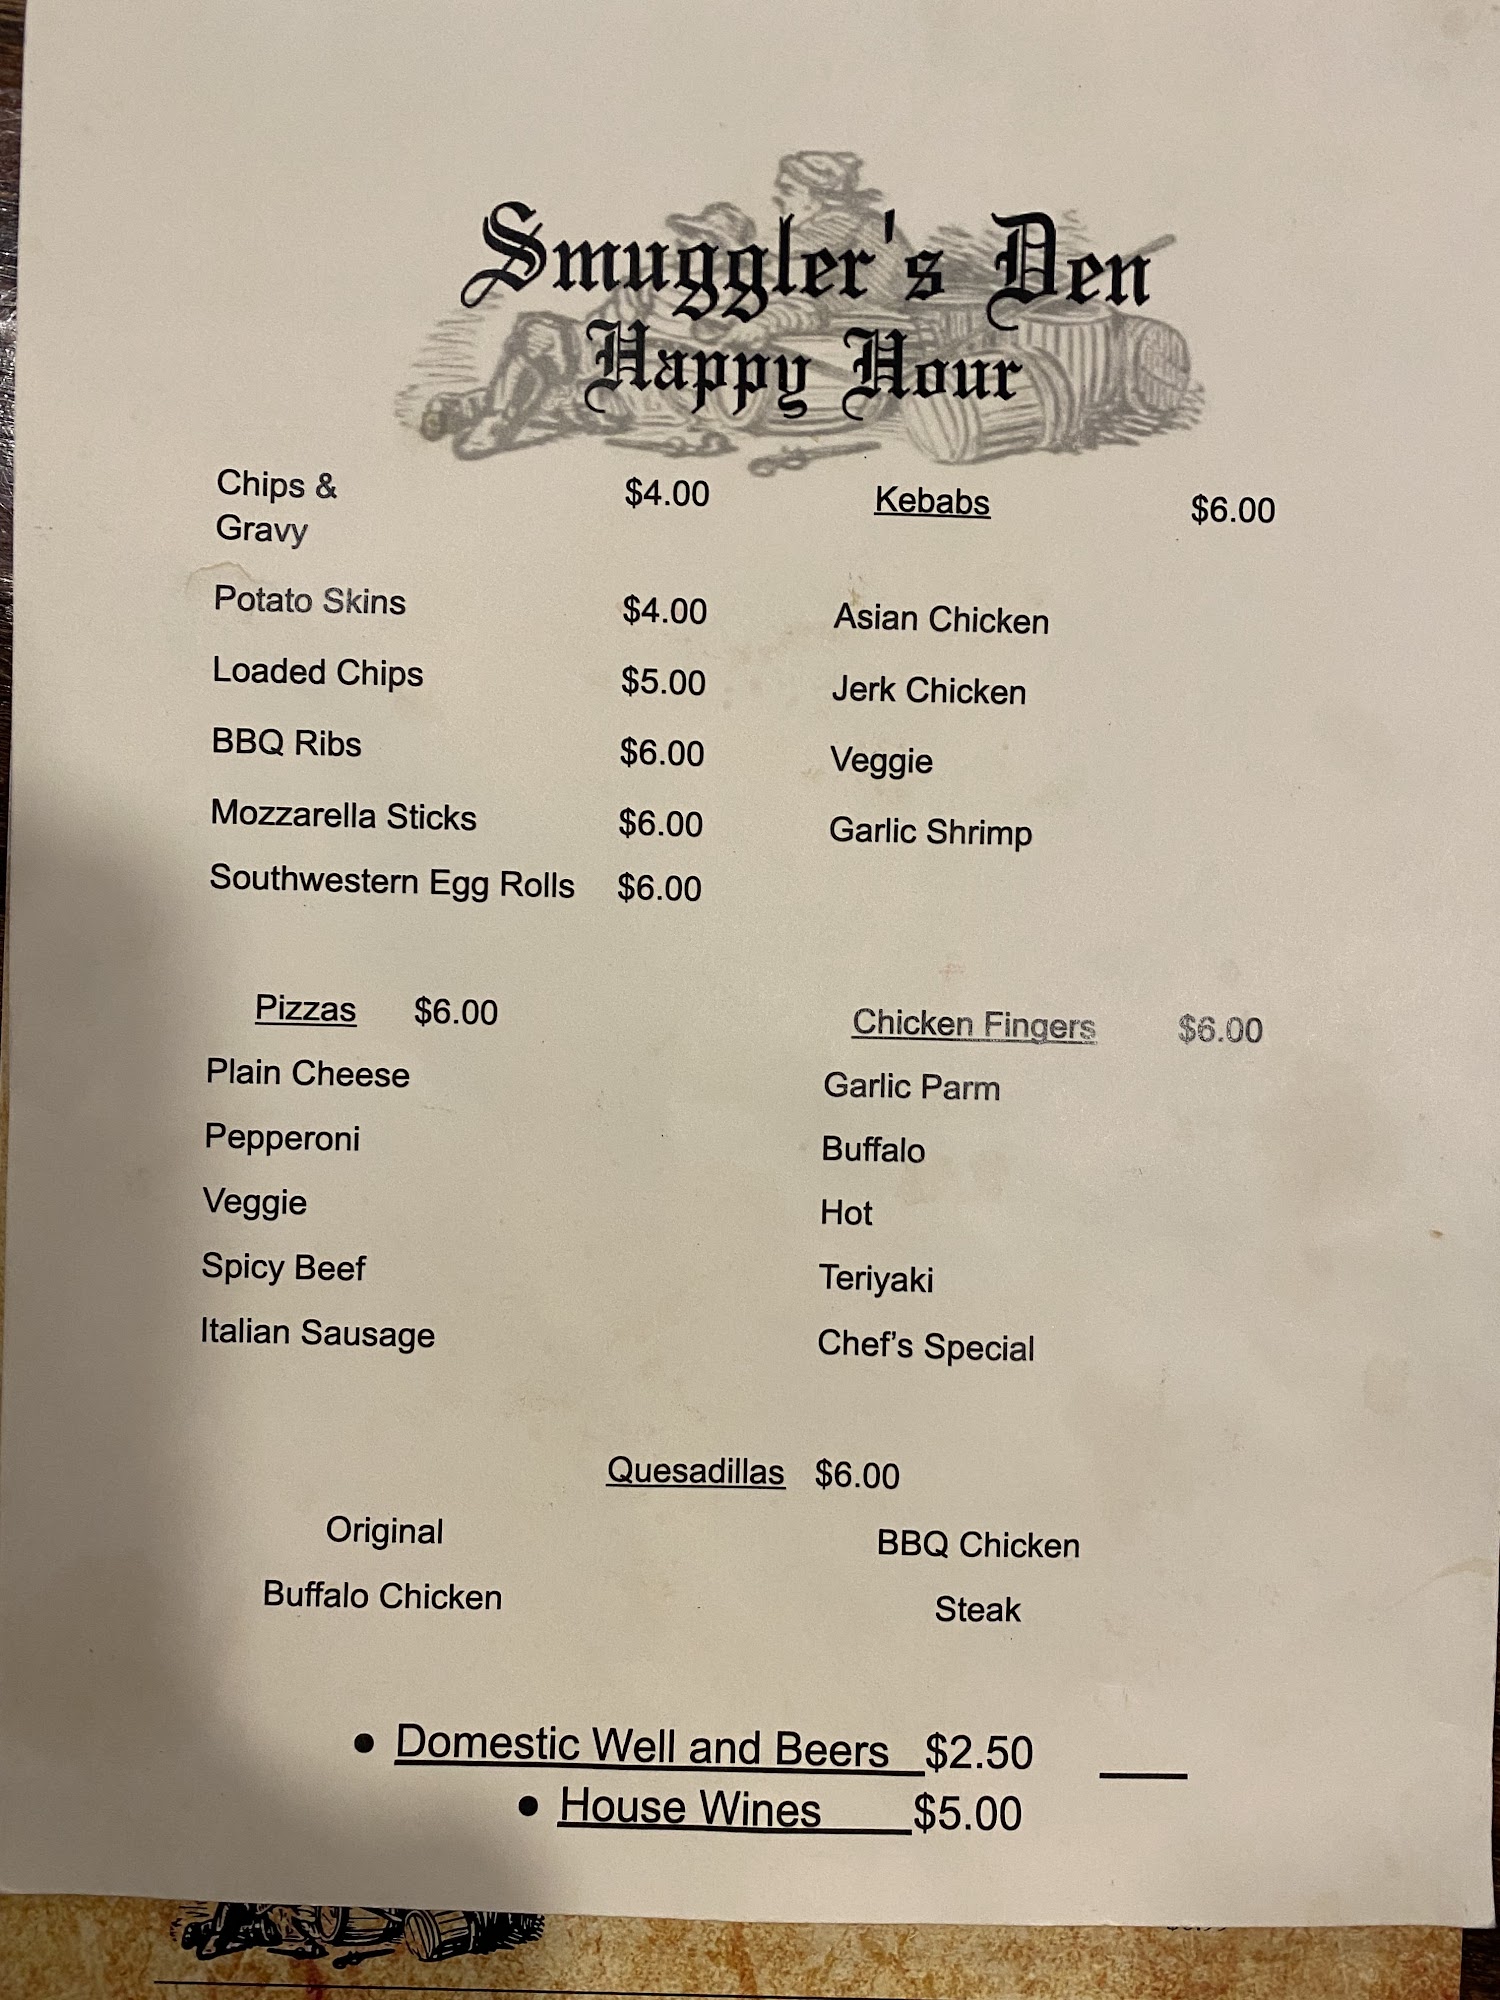 Smuggler's Den
Happy Hour
Chips & $4.00
Gravy
Potato Skins $4.00
Loaded Chips $5.00
BBQ Ribs $6.00
Mozzarella Sticks $6.00
Southwestern Egg Rolls $6.00
Kebabs $6.00
Asian Chicken
Jerk Chicken
Veggie
Garlic Shrimp
Pizzas $6.00
Plain Cheese
Pepperoni
Veggie
Spicy Beef
Italian Sausage
Chicken Fingers $6.00
Garlic Parm
Buffalo
Hot
Teriyaki
Chef’s Special
Quesadillas $6.00
Original
Buffalo Chicken
BBQ Chicken
Steak
• Domestic Well and Beers $2.50
• House Wines $5.00